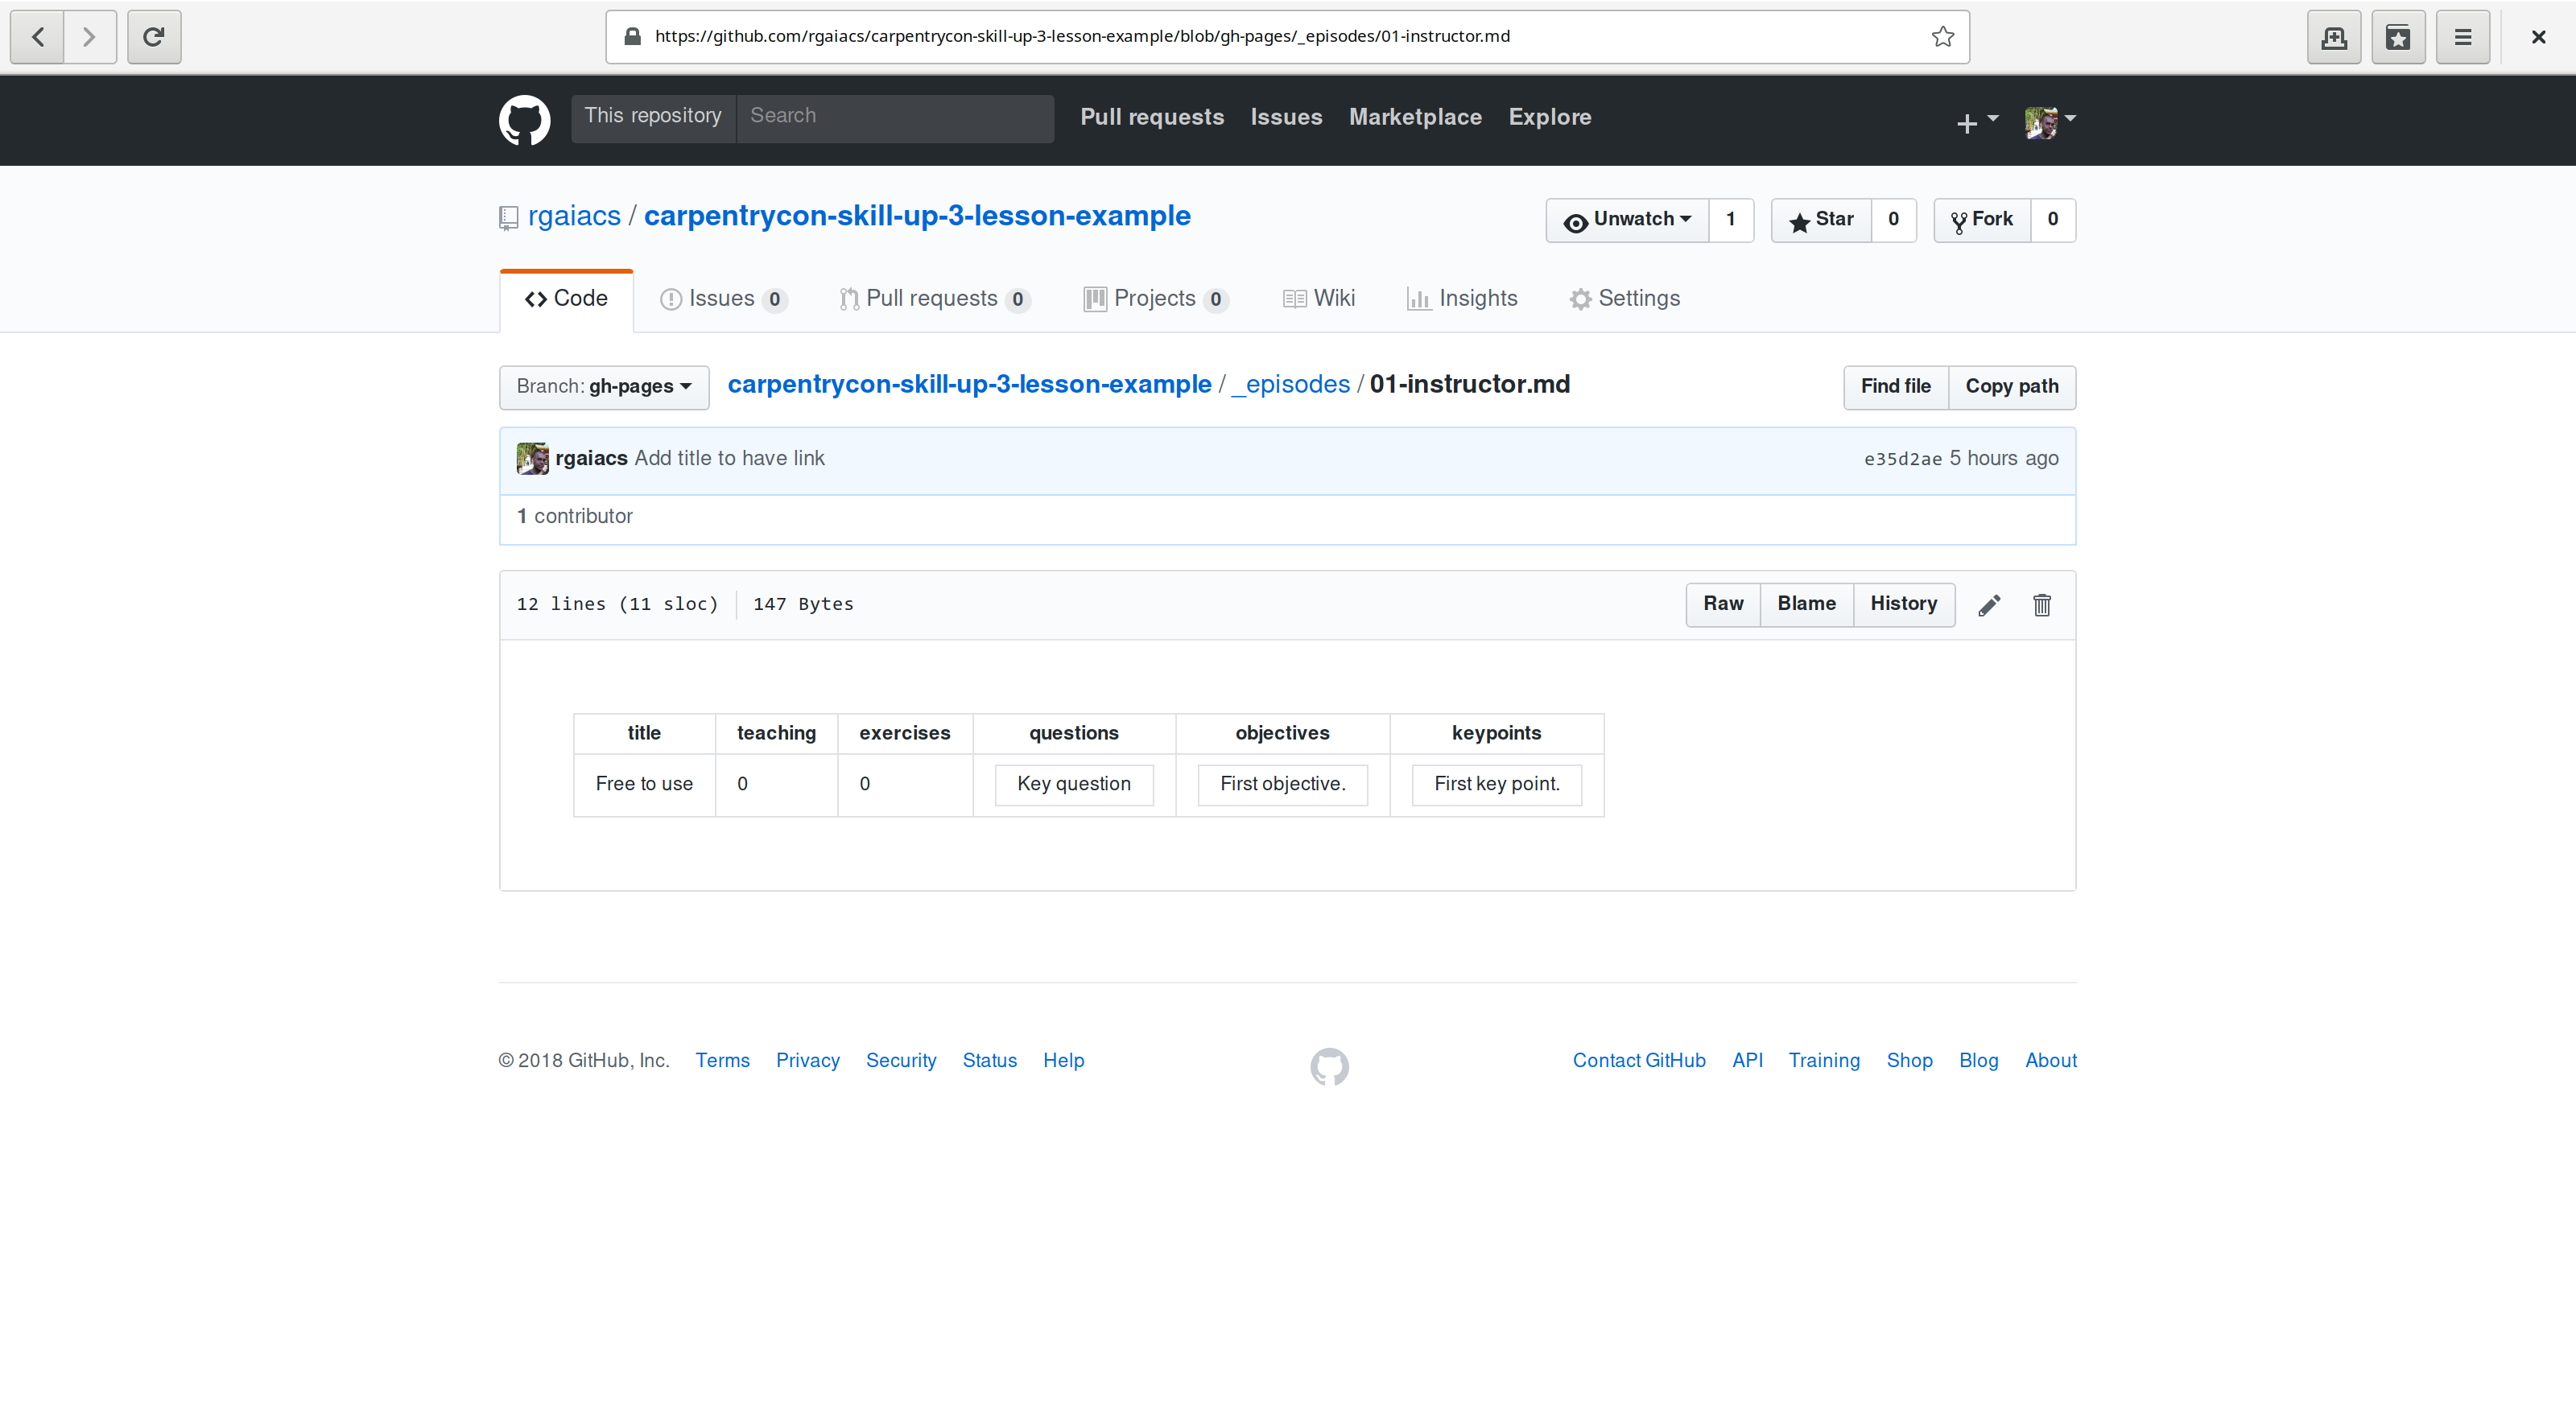 https://github.com/rgaiacs/carpentrycon-skill-up-3-lesson-example/blob/gh-pages/_episodes/01-instructor.md
This repository Search Pull requests Issues Marketplace Explore
rgaiacs / carpentrycon-skill-up-3-lesson-example Unwatch 1 Star 0 Fork 0
Code Issues 0 Pull requests 0 Projects 0 Wiki Insights Settings
Branch: gh-pages carpentrycon-skill-up-3-lesson-example / _episodes / 01-instructor.md Find file Copy path
rgaiacs Add title to have link e35d2ae 5 hours ago
1 contributor
12 lines (11 sloc) 147 Bytes Raw Blame History
title teaching exercises questions objectives keypoints
Free to use 0 0 Key question First objective. First key point.
© 2018 GitHub, Inc. Terms Privacy Security Status Help Contact GitHub API Training Shop Blog About